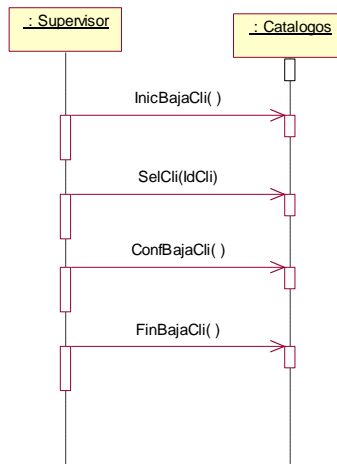 : Supervisor
: Catalogos
InicBajaCli( )
SelCli(IdCli)
ConfBajaCli( )
FinBajaCli( )